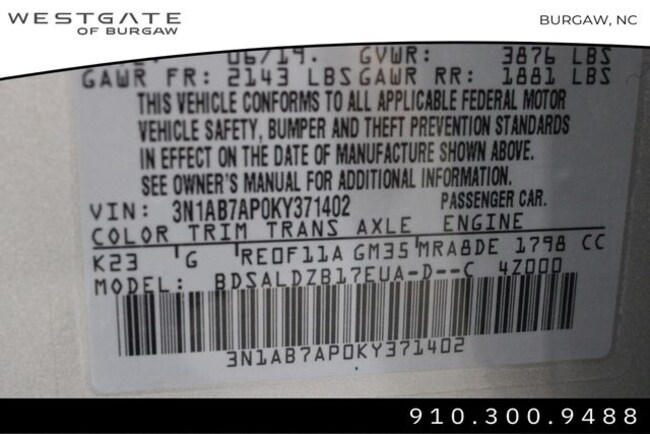 WESTGATE
OF BURGAW
BURGAW, NC
06/19. GVWR: 3876 LBS
GAWR FR: 2143 LBS GAWR RR: 1881 LBS
THIS VEHICLE CONFORMS TO ALL APPLICABLE FEDERAL MOTOR
VEHICLE SAFETY, BUMPER AND THEFT PREVENTION STANDARDS
IN EFFECT ON THE DATE OF MANUFACTURE SHOWN ABOVE.
SEE OWNER'S MANUAL FOR ADDITIONAL INFORMATION.
VIN: 3N1AB7AP0KY371402 PASSENGER CAR.
COLOR TRIM TRANS AXLE ENGINE
K23 G RE0F11A GM35 MRA8DE 1798 CC
MODEL: BDSALDZB17EUA-D--C 4Z000
3N1AB7AP0KY371402
910.300.9488